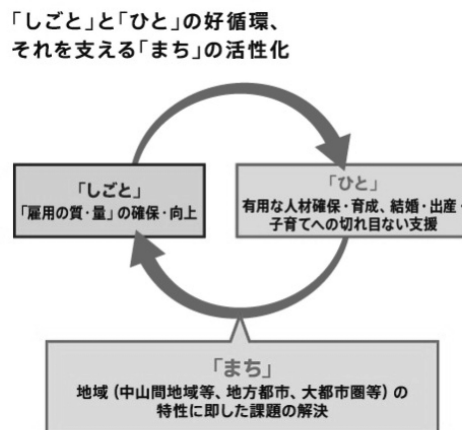 「しごと」と「ひと」の好循環、
それを支える「まち」の活性化
「しごと」
「雇用の質・量」の確保・向上
「ひと」
有用な人材確保・育成、結婚・出産・
子育てへの切れ目ない支援
「まち」
地域(中山間地域等、地方都市、大都市圏等)の
特性に即した課題の解決